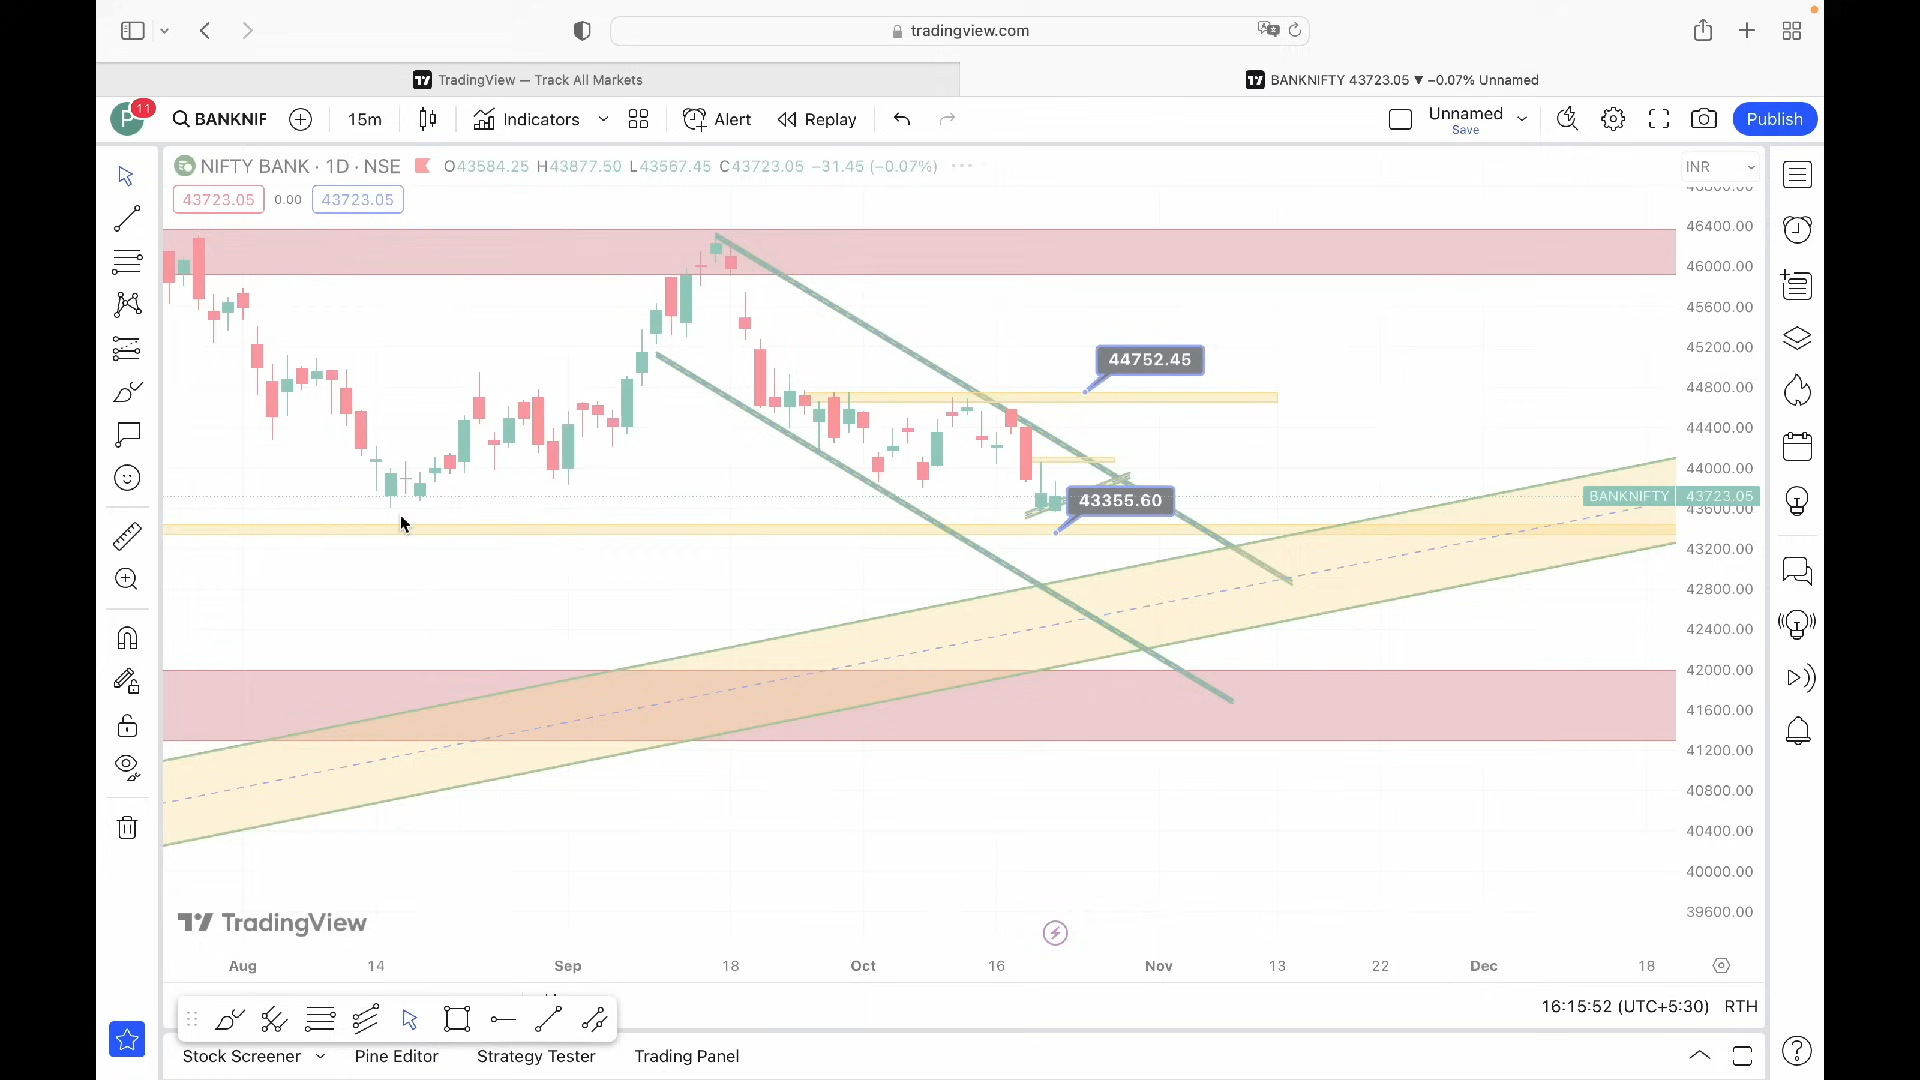 tradingview.com
TradingView — Track All Markets
BANKNIFTY 43723.05 ▼ −0.07% Unnamed
P 11
BANKNIF
15m
Indicators
Alert
Replay
Unnamed
Save
Publish
NIFTY BANK · 1D · NSE
O43584.25 H43877.50 L43567.45 C43723.05 −31.45 (−0.07%)
INR
43723.05
0.00
43723.05
46400.00
46000.00
45600.00
45200.00
44752.45
44800.00
44400.00
44000.00
43355.60
BANKNIFTY 43723.05
43600.00
43200.00
42800.00
42400.00
42000.00
41600.00
41200.00
40800.00
40400.00
40000.00
39600.00
TradingView
Aug 14 Sep 18 Oct 16 Nov 13 22 Dec 18
16:15:52 (UTC+5:30) RTH
Stock Screener
Pine Editor
Strategy Tester
Trading Panel